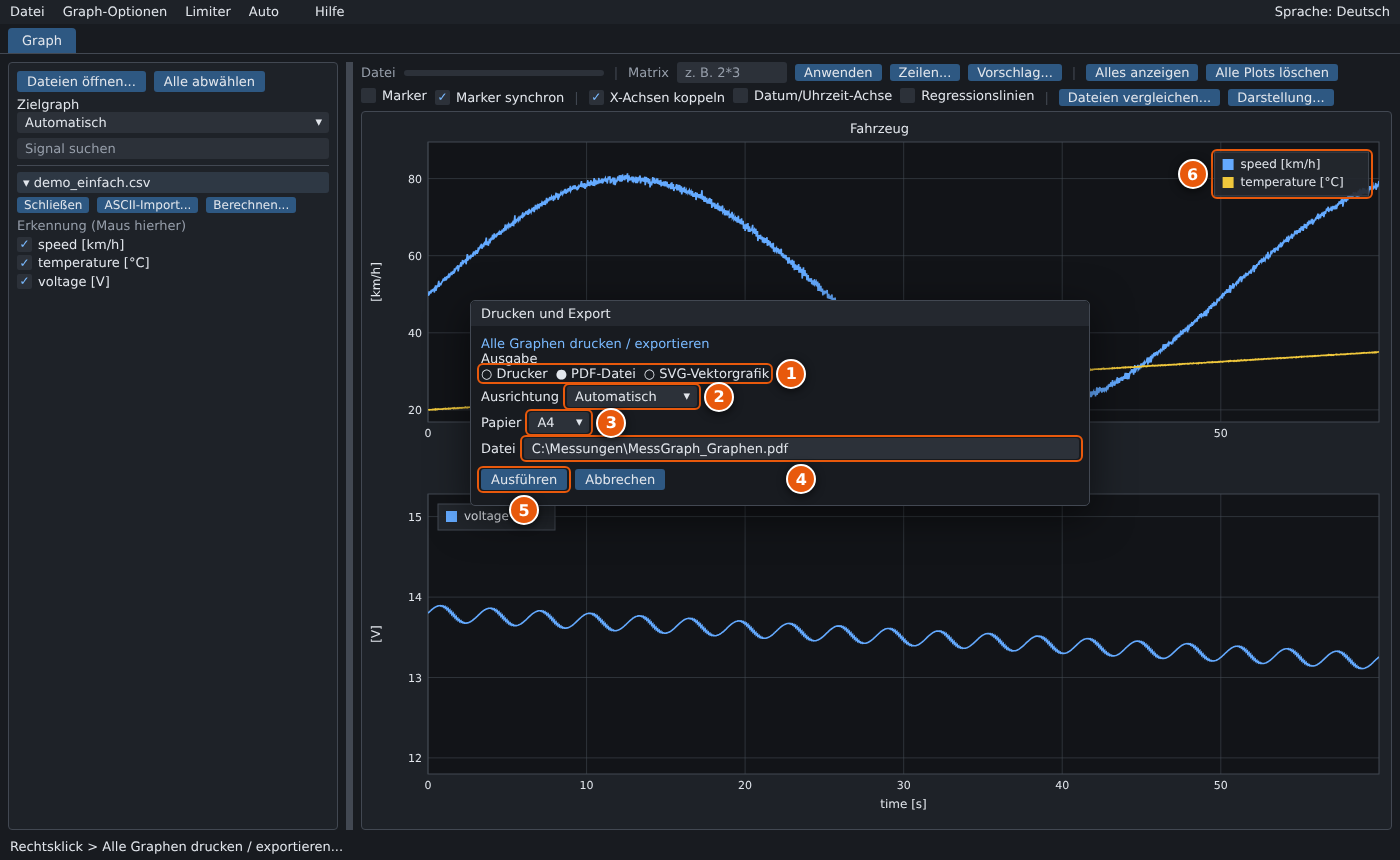 Datei Graph-Optionen Limiter Auto Hilfe Sprache: Deutsch
Graph
Dateien öffnen... Alle abwählen
Zielgraph
Automatisch ▼
Signal suchen
▾ demo_einfach.csv
Schließen ASCII-Import... Berechnen...
Erkennung (Maus hierher)
✓ speed [km/h]
✓ temperature [°C]
✓ voltage [V]
Datei | Matrix z. B. 2*3 Anwenden Zeilen... Vorschlag... | Alles anzeigen Alle Plots löschen
Marker ✓ Marker synchron | ✓ X-Achsen koppeln Datum/Uhrzeit-Achse Regressionslinien | Dateien vergleichen... Darstellung...
Fahrzeug
80
60
40
20
[km/h]
0 50
6
speed [km/h]
temperature [°C]
Drucken und Export
Alle Graphen drucken / exportieren
Ausgabe
○ Drucker ● PDF-Datei ○ SVG-Vektorgrafik 1
Ausrichtung Automatisch ▼ 2
Papier A4 ▼ 3
Datei C:\Messungen\MessGraph_Graphen.pdf
Ausführen Abbrechen 4
5
voltage
15
14
13
12
[V]
0 10 20 30 40 50
time [s]
Rechtsklick > Alle Graphen drucken / exportieren...